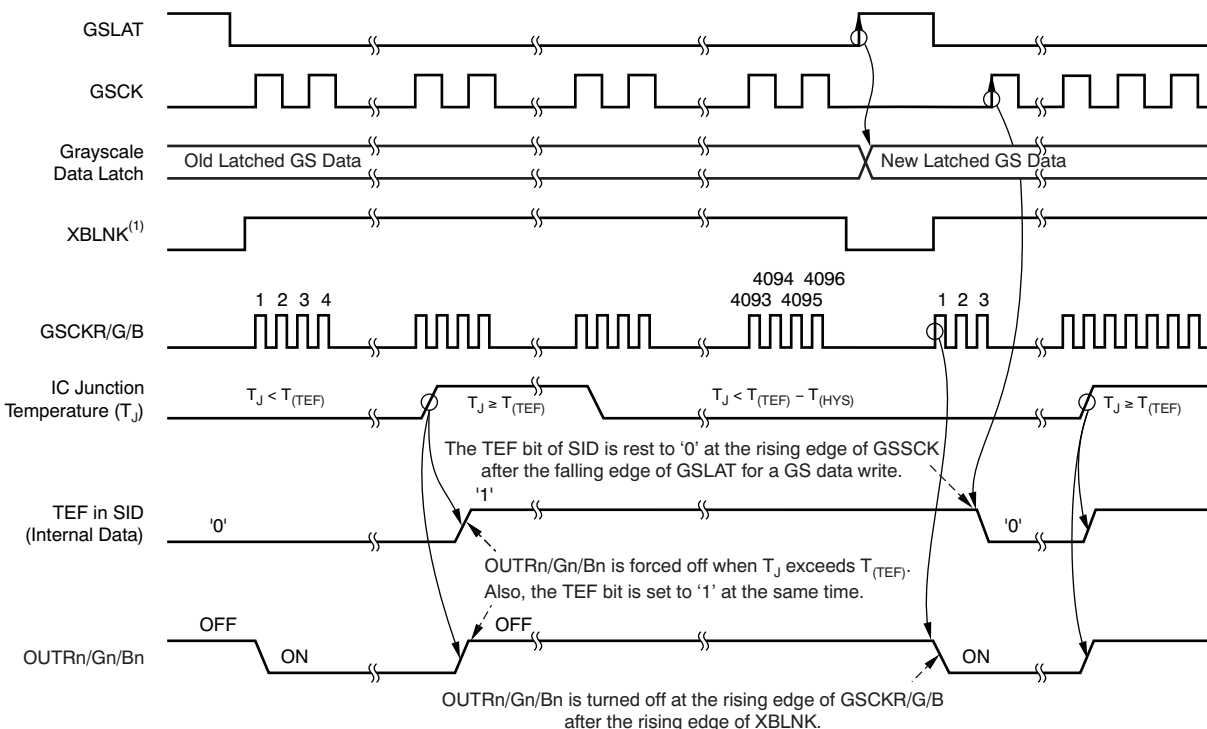 GSLAT
GSCK
Grayscale
Data Latch
Old Latched GS Data
New Latched GS Data
XBLNK(1)
4094 4096
1 2 3 4
4093 4095
1 2 3
GSCKR/G/B
IC Junction
Temperature (TJ)
TJ < T(TEF)
TJ ≥ T(TEF)
TJ < T(TEF) – T(HYS)
TJ ≥ T(TEF)
The TEF bit of SID is rest to ‘0’ at the rising edge of GSSCK
after the falling edge of GSLAT for a GS data write.
TEF in SID
(Internal Data)
'0'
'1'
'0'
OUTRn/Gn/Bn is forced off when TJ exceeds T(TEF).
Also, the TEF bit is set to ‘1’ at the same time.
OUTRn/Gn/Bn
OFF
ON
OFF
ON
OUTRn/Gn/Bn is turned off at the rising edge of GSCKR/G/B
after the rising edge of XBLNK.